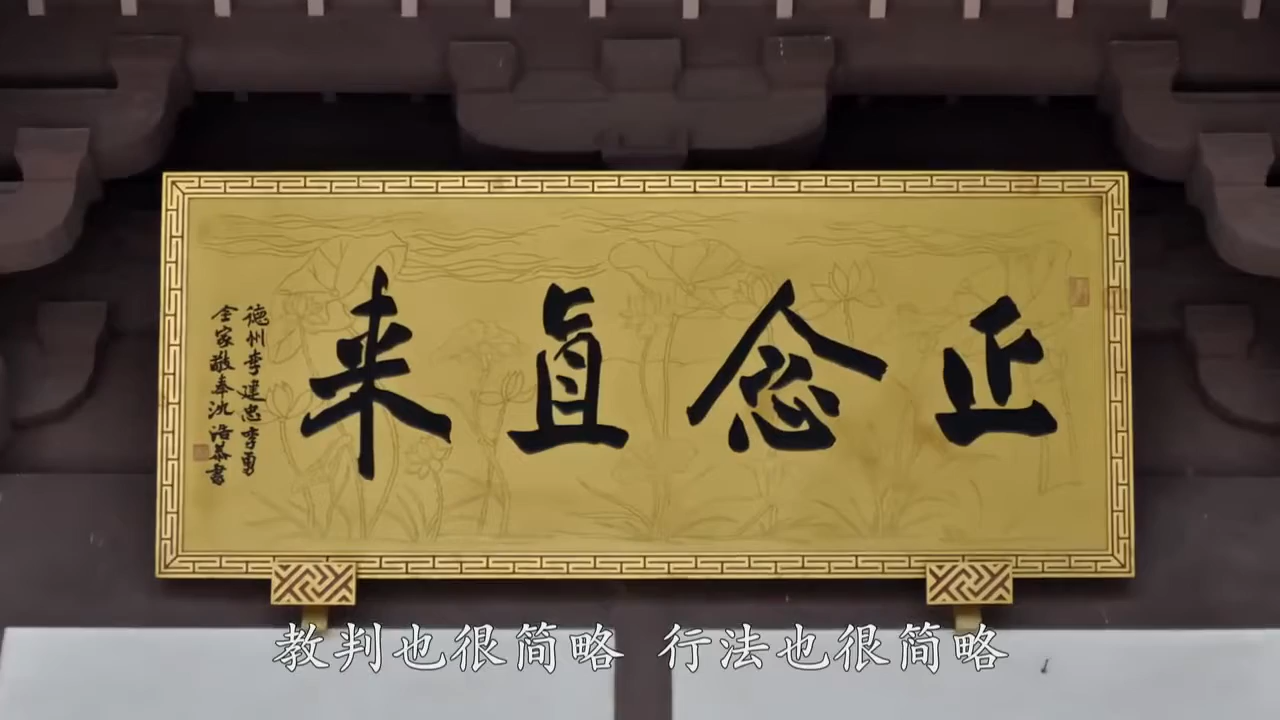 正念直来
德州李建忠李勇
全家敬奉沈浩恭書
教判也很简略 行法也很简略